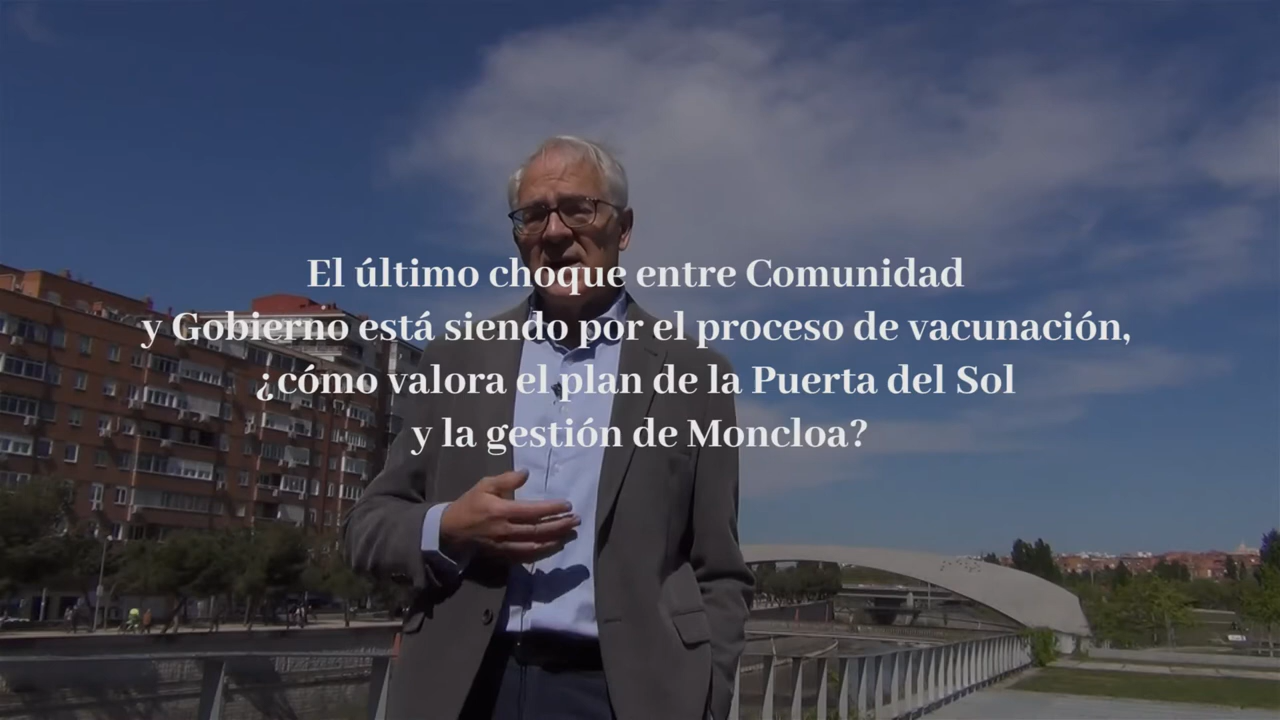 El último choque entre Comunidad
y Gobierno está siendo por el proceso de vacunación,
¿cómo valora el plan de la Puerta del Sol
y la gestión de Moncloa?